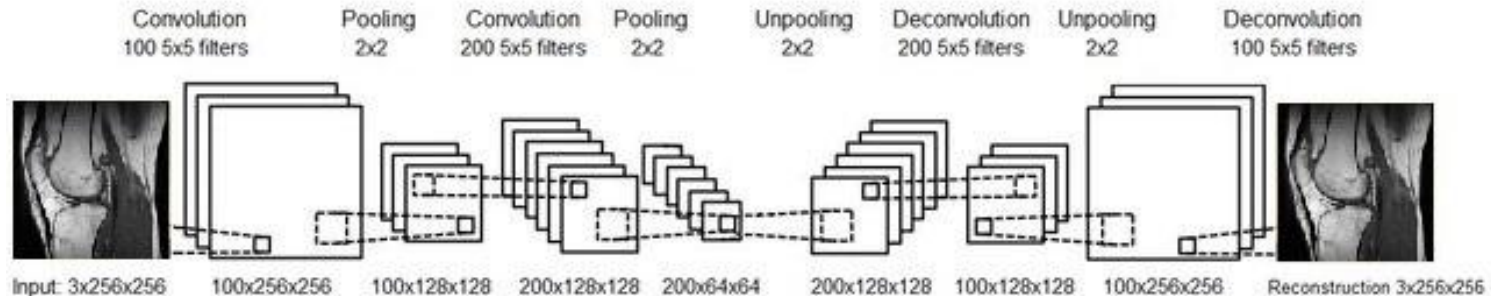 Convolution Pooling Convolution Pooling Unpooling Deconvolution Unpooling Deconvolution
100 5x5 filters 2x2 200 5x5 filters 2x2 2x2 200 5x5 filters 2x2 100 5x5 filters
Input: 3x256x256 100x256x256 100x128x128 200x128x128 200x64x64 200x128x128 100x128x128 100x256x256 Reconstruction 3x256x256